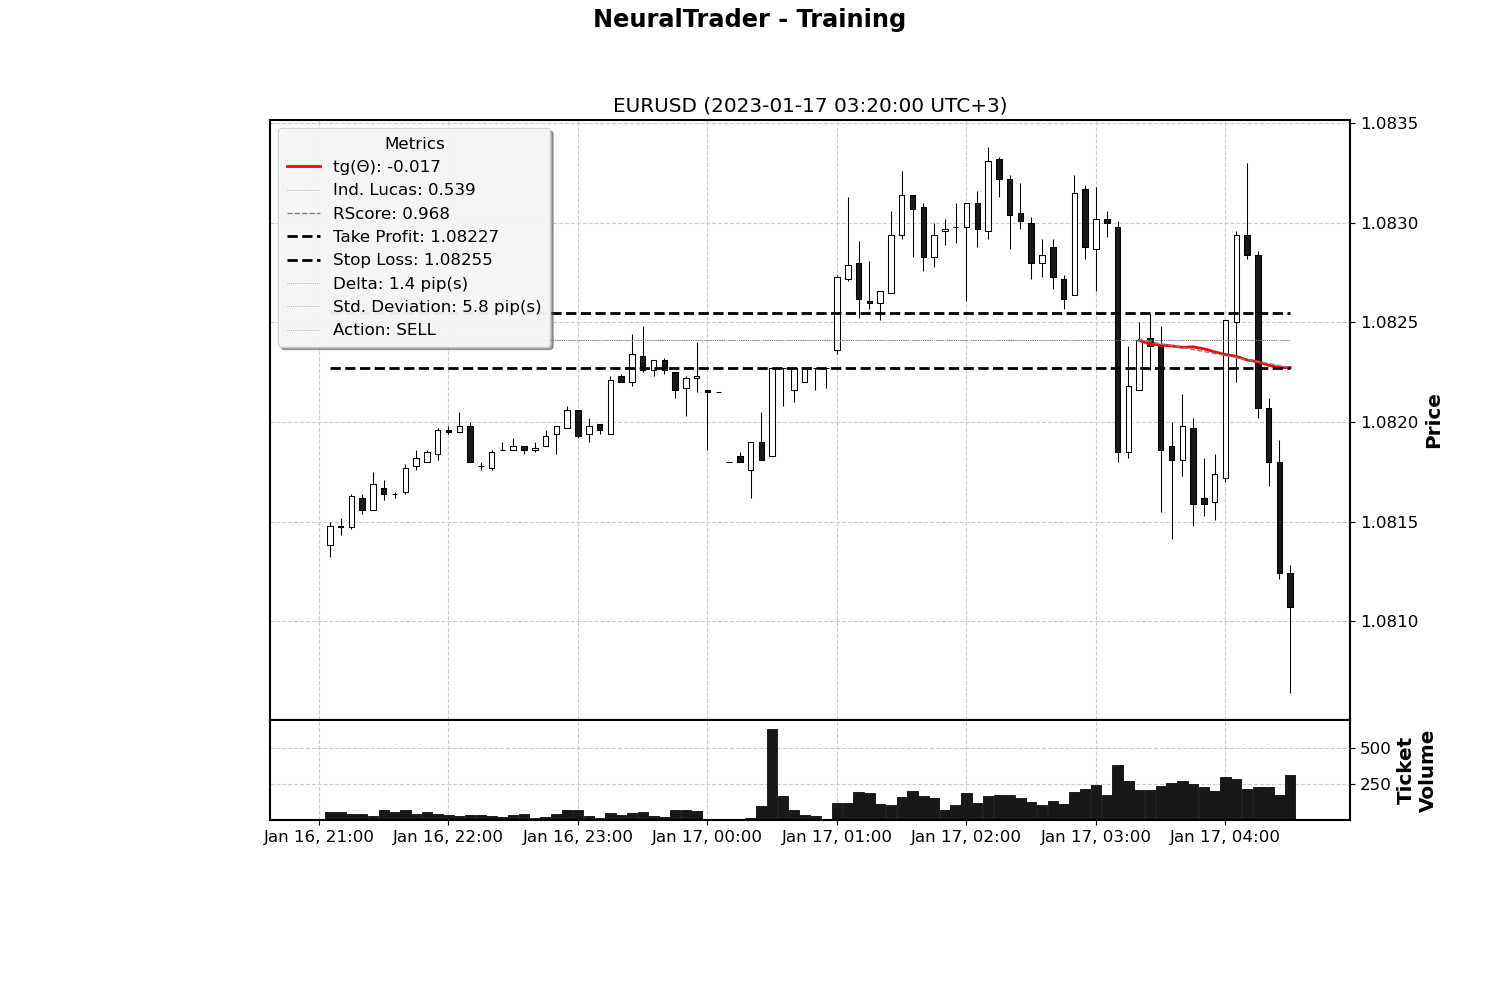 NeuralTrader - Training
EURUSD (2023-01-17 03:20:00 UTC+3)
Metrics
tg(Θ): -0.017
Ind. Lucas: 0.539
RScore: 0.968
Take Profit: 1.08227
Stop Loss: 1.08255
Delta: 1.4 pip(s)
Std. Deviation: 5.8 pip(s)
Action: SELL
1.0835
1.0830
1.0825
1.0820
1.0815
1.0810
Price
500
250
Ticket
Volume
Jan 16, 21:00
Jan 16, 22:00
Jan 16, 23:00
Jan 17, 00:00
Jan 17, 01:00
Jan 17, 02:00
Jan 17, 03:00
Jan 17, 04:00